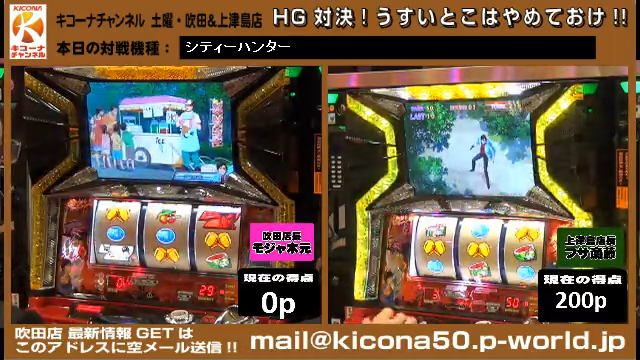 KICONA
キコーナ
チャンネル
キコーナチャンネル 土曜・吹田&上津島店
HG対決!うすいとこはやめておけ!!
本日の対戦機種:
シティーハンター
ICE
LAST
29
50
吹田店長
モジャ木元
現在の得点
0p
上津島店長
現在の得点
200p
吹田店 最新情報GETは
このアドレスに空メール送信!!
mail@kicona50.p-world.jp